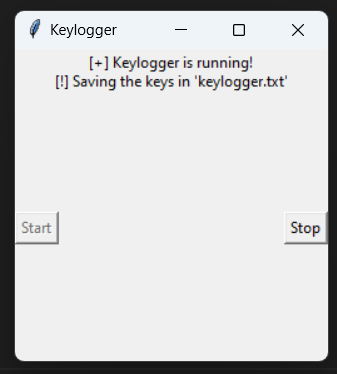 Keylogger
[+] Keylogger is running!
[!] Saving the keys in 'keylogger.txt'
Start
Stop